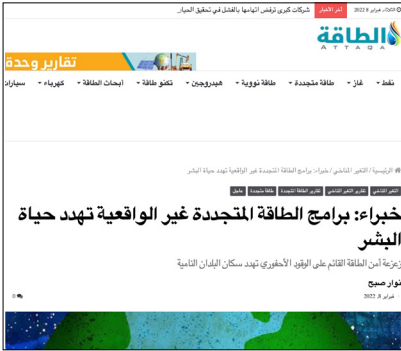 الثلاثاء, فبراير 8 2022
آخر الأخبار
شركات كبرى ترفض اتهامها بالفشل في تحقيق الحياد
الطاقة
ATTAQA
تقارير وحدة
نفط
غاز
طاقة متجددة
طاقة نووية
هيدروجين
تكنو طاقة
أبحاث الطاقة
كهرباء
سيارات
الرئيسية / التغير المناخي / خبراء: برامج الطاقة المتجددة غير الواقعية تهدد حياة البشر
التغير المناخي تقارير التغير المناخي تقارير الطاقة المتجددة طاقة متجددة عاجل
خبراء: برامج الطاقة المتجددة غير الواقعية تهدد حياة
البشر
زعزعة أمن الطاقة القائم على الوقود الأحفوري تهدد سكان البلدان النامية
نوار صبح
فبراير 8, 2022
0